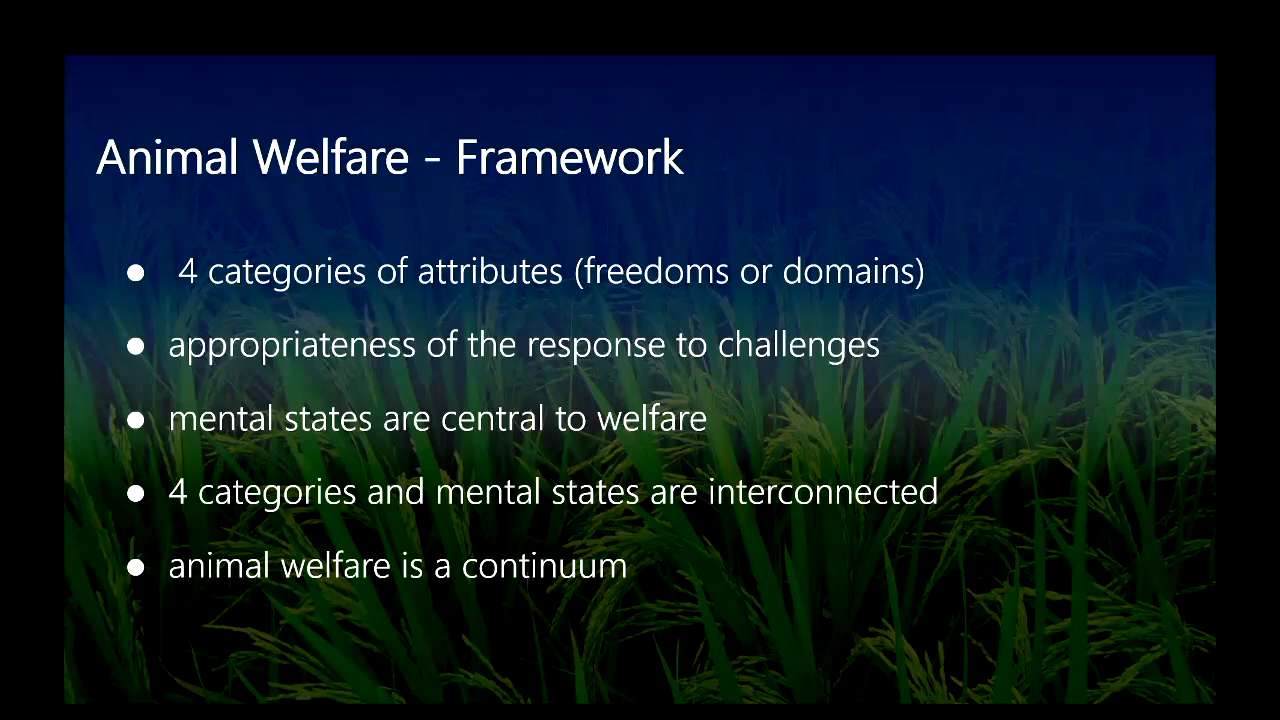 Animal Welfare - Framework
● 4 categories of attributes (freedoms or domains)
● appropriateness of the response to challenges
● mental states are central to welfare
● 4 categories and mental states are interconnected
● animal welfare is a continuum